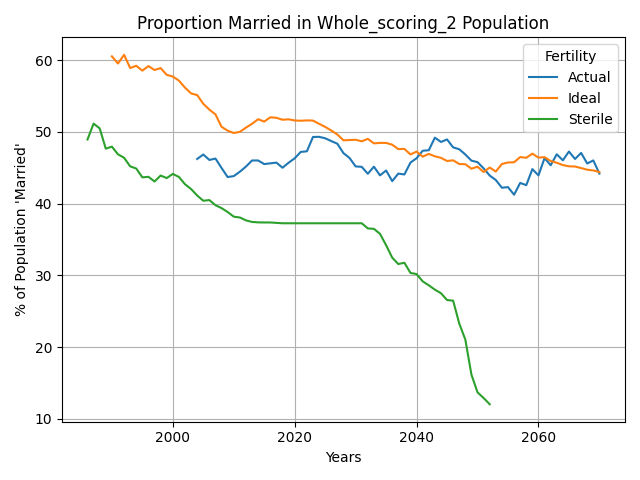 Proportion Married in Whole_scoring_2 Population
Fertility
Actual
Ideal
Sterile
% of Population 'Married'
60
50
40
30
20
10
2000
2020
2040
2060
Years